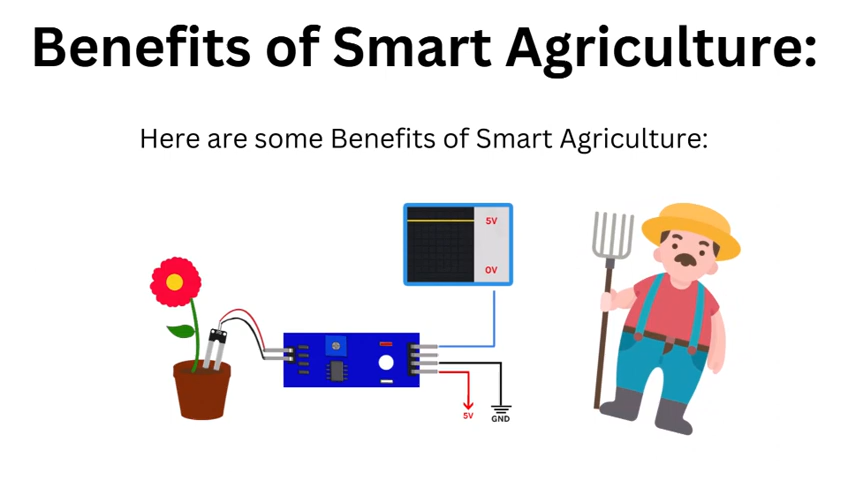 Benefits of Smart Agriculture:
Here are some Benefits of Smart Agriculture:
5V
0V
5V
GND